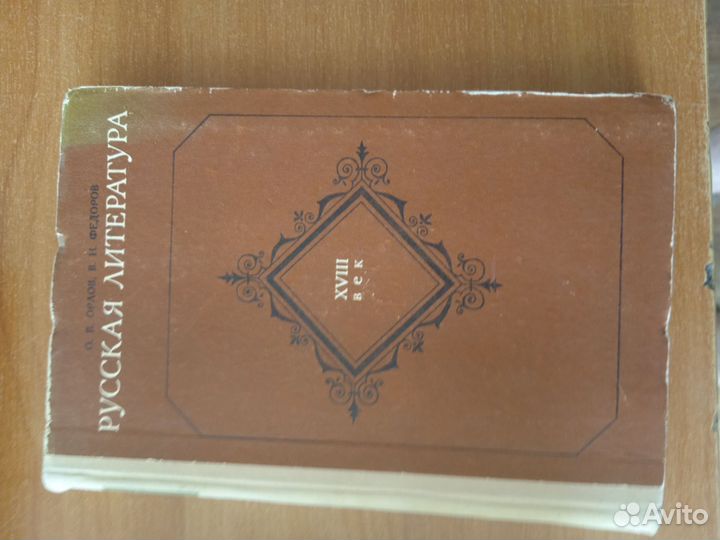 О. В. ОРЛОВ, В. И. ФЕДОРОВ
РУССКАЯ ЛИТЕРАТУРА
XVIII
век
Avito